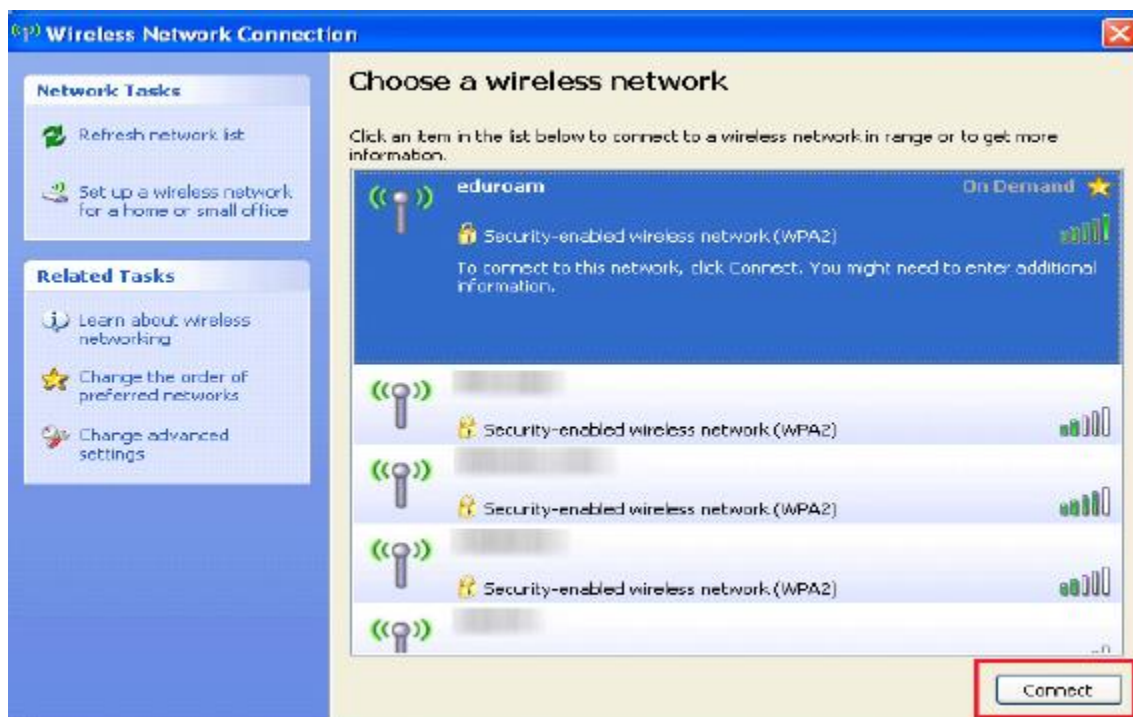 Wireless Network Connection
Network Tasks
Refresh network list
Set up a wireless network
for a home or small office
Related Tasks
Learn about wireless
networking
Change the order of
preferred networks
Change advanced
settings
Choose a wireless network
Click an item in the list below to connect to a wireless network in range or to get more
information.
eduroam
On Demand
Security-enabled wireless network (WPA2)
To connect to this network, click Connect. You might need to enter additional
information.
Security-enabled wireless network (WPA2)
Security-enabled wireless network (WPA2)
Security-enabled wireless network (WPA2)
Connect